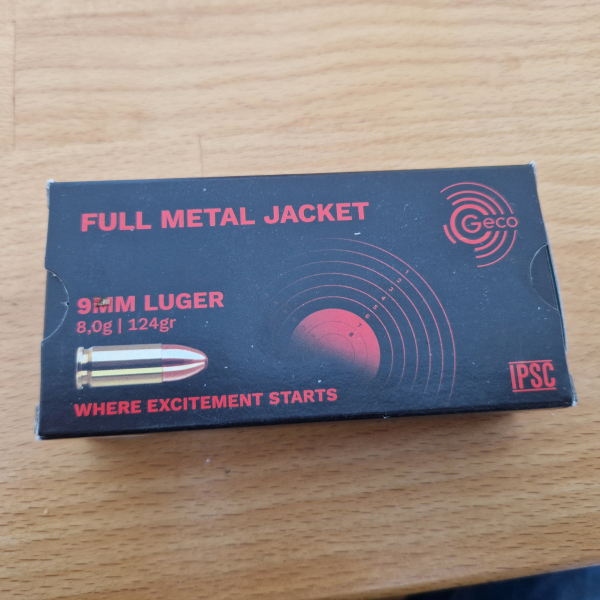 FULL METAL JACKET
Geco
9MM LUGER
8,0g | 124gr
WHERE EXCITEMENT STARTS
IPSC